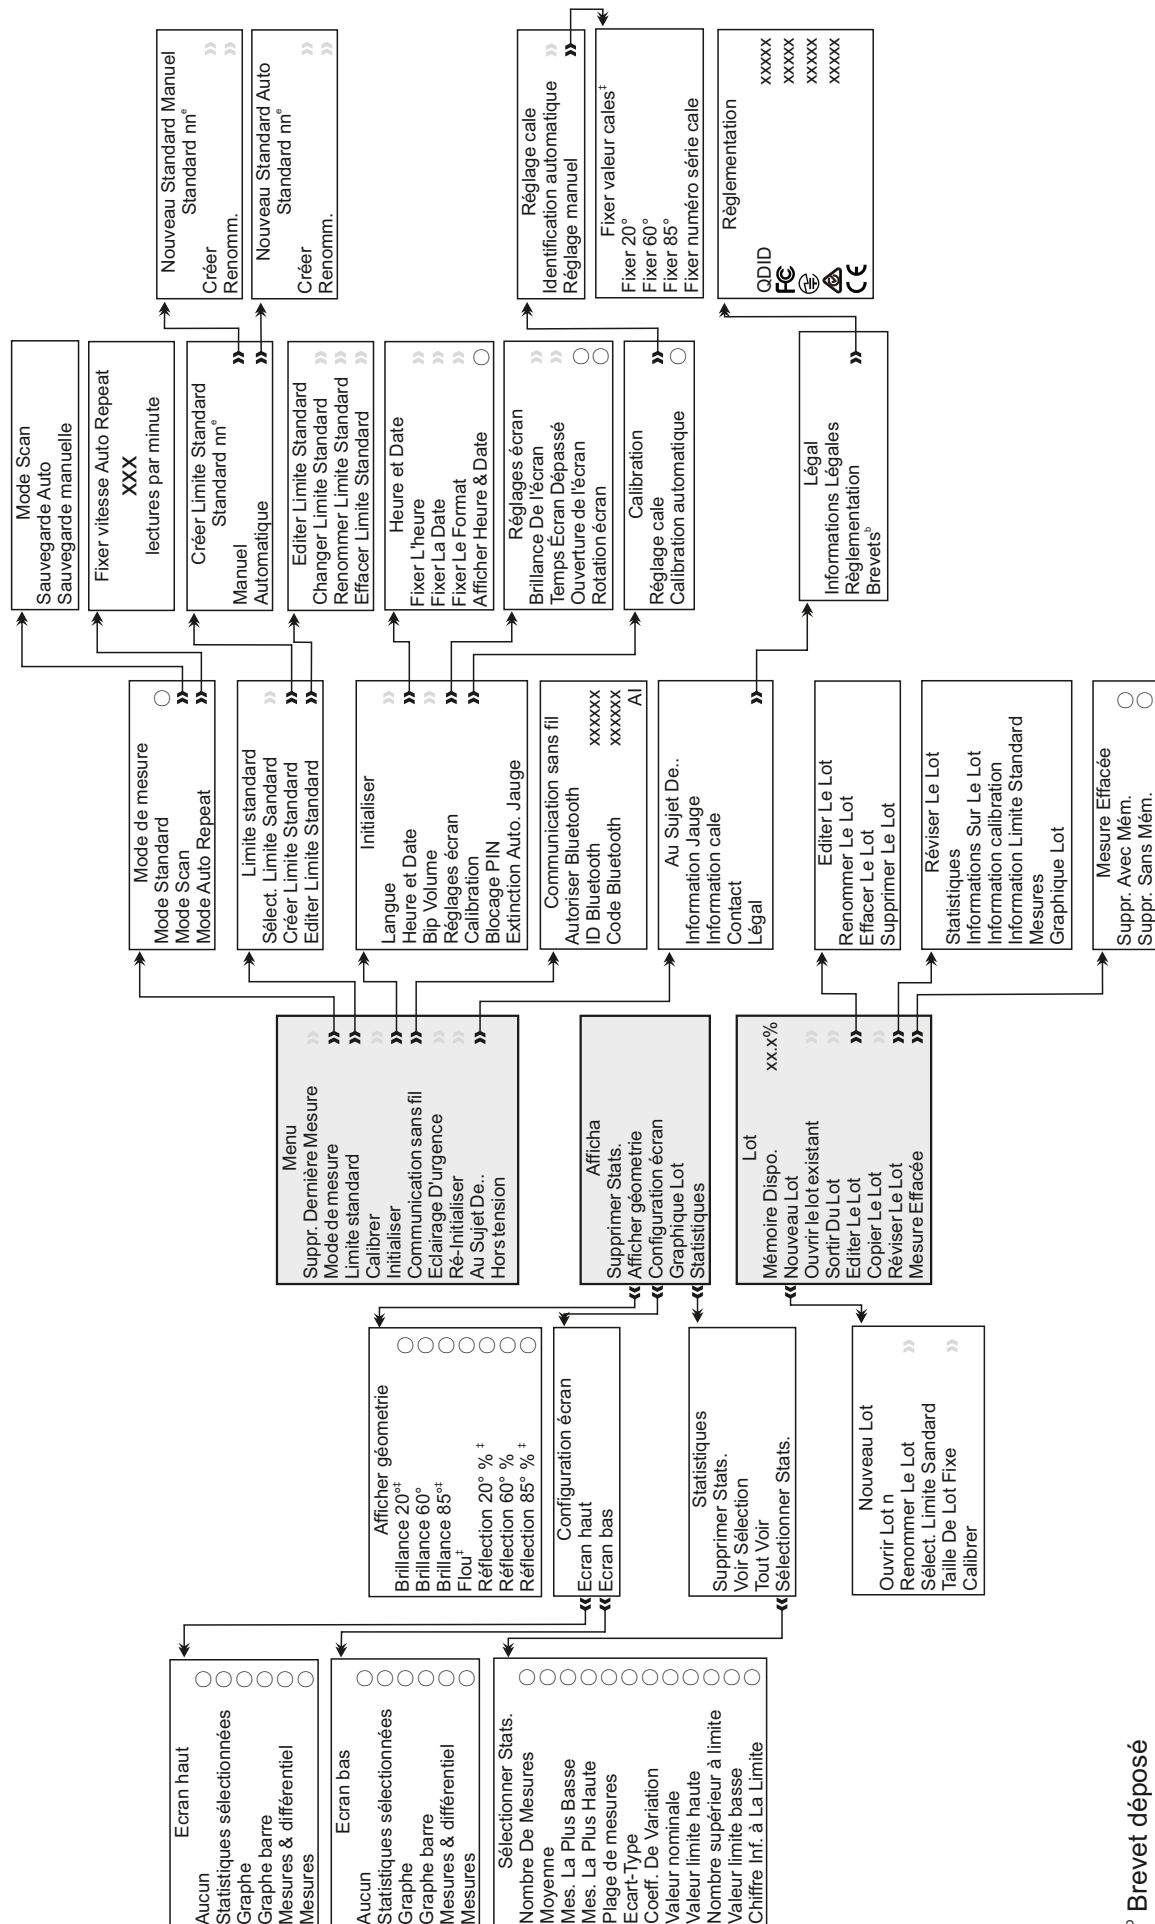 Ecran haut
Aucun
Statistiques sélectionnées
Graphe
Graphe barre
Mesures & différentiel
Mesures
Ecran bas
Aucun
Statistiques sélectionnées
Graphe
Graphe barre
Mesures & différentiel
Mesures
Sélectionner Stats.
Nombre De Mesures
Moyenne
Mes. La Plus Basse
Mes. La Plus Haute
Plage de mesures
Ecart-Type
Coeff. De Variation
Valeur nominale
Valeur limite haute
Nombre supérieur à limite
Valeur limite basse
Chiffre Inf. à La Limite
Afficher géometrie
Brillance 20°‡
Brillance 60°
Brillance 85°‡
Flou‡
Réflection 20° % ‡
Réflection 60° %
Réflection 85° % ‡
Configuration écran
Ecran haut
Ecran bas
Statistiques
Supprimer Stats.
Voir Sélection
Tout Voir
Sélectionner Stats.
Nouveau Lot
Ouvrir Lot n
Renommer Le Lot
Sélect. Limite Sandard
Taille De Lot Fixe
Calibrer
Menu
Suppr. Dernière Mesure
Mode de mesure
Limite standard
Calibrer
Initialiser
Communication sans fil
Eclairage D'urgence
Ré-Initialiser
Au Sujet De..
Hors tension
Afficha
Supprimer Stats.
Afficher géometrie
Configuration écran
Graphique Lot
Statistiques
Lot
Mémoire Dispo. xx.x%
Nouveau Lot
Ouvrir le lot existant
Sortir Du Lot
Editer Le Lot
Copier Le Lot
Réviser Le Lot
Mesure Effacée
Mode de mesure
Mode Standard
Mode Scan
Mode Auto Repeat
Limite standard
Sélect. Limite Sandard
Créer Limite Standard
Editer Limite Standard
Initialiser
Langue
Heure et Date
Bip Volume
Réglages écran
Calibration
Blocage PIN
Extinction Auto. Jauge
Communication sans fil
Autoriser Bluetooth
ID Bluetooth xxxxxx
Code Bluetooth xxxxxx
AI
Au Sujet De..
Information Jauge
Information cale
Contact
Légal
Editer Le Lot
Renommer Le Lot
Effacer Le Lot
Supprimer Le Lot
Réviser Le Lot
Statistiques
Informations Sur Le Lot
Information calibration
Information Limite Standard
Mesures
Graphique Lot
Mesure Effacée
Suppr. Avec Mém.
Suppr. Sans Mém.
Mode Scan
Sauvegarde Auto
Sauvegarde manuelle
Fixer vitesse Auto Repeat
XXX
lectures par minute
Créer Limite Standard
Standard nnᵉ
Manuel
Automatique
Editer Limite Standard
Changer Limite Standard
Renommer Limite Standard
Effacer Limite Standard
Heure et Date
Fixer L'heure
Fixer La Date
Fixer Le Format
Afficher Heure & Date
Réglages écran
Brillance De l'écran
Temps Écran Dépassé
Ouverture de l'écran
Rotation écran
Calibration
Réglage cale
Calibration automatique
Légal
Informations Légales
Règlementation
Brevetsᵇ
Nouveau Standard Manuel
Standard nnᵉ
Créer
Renomm.
Nouveau Standard Auto
Standard nnᵉ
Créer
Renomm.
Réglage cale
Identification automatique
Réglage manuel
Fixer valeur cales‡
Fixer 20°
Fixer 60°
Fixer 85°
Fixer numéro série cale
Règlementation
QDID xxxxx
FC xxxxx
xxxxx
CE xxxxx
ᵇ Brevet déposé